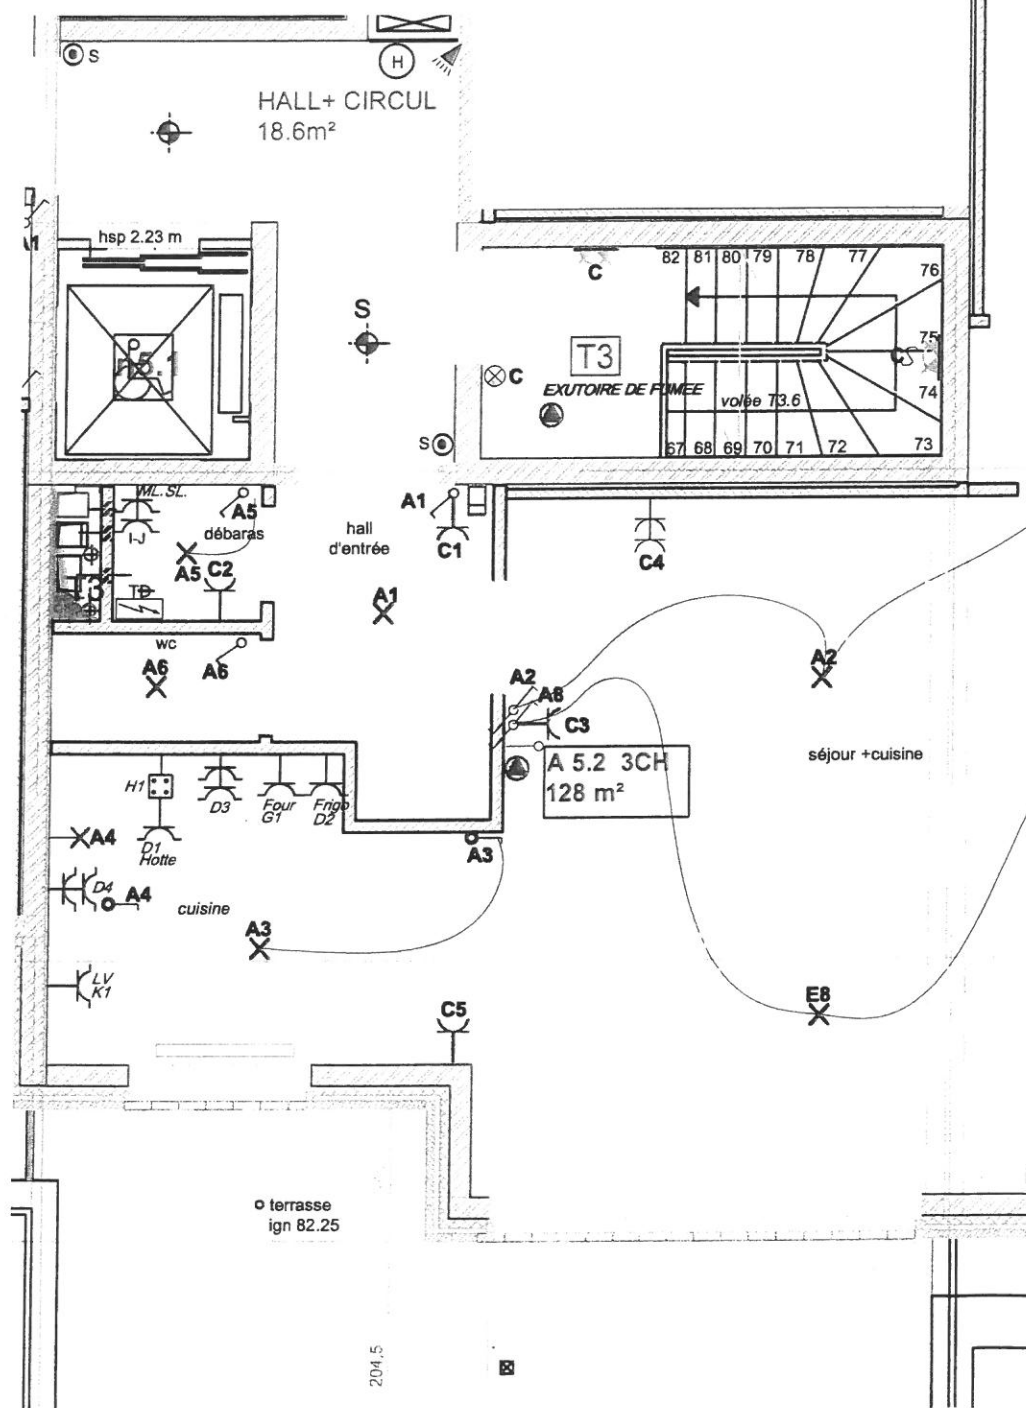 S
H
HALL+ CIRCUL
18.6m²
hsp 2.23 m
S
C
82 81 80 79 78 77
76
75
74
73
T3
C
EXUTOIRE DE FUMEE
volée T3.6
67 68 69 70 71 72
S
ML.SL.
A5
débaras
I-J
A5
C2
hall
d'entrée
A1
C1
C4
A1
wc
A6
A6
A2
A8
C3
A2
A 5.2 3CH
128 m²
séjour +cuisine
H1
D3
Four
G1
Frigo
D2
A4
D1
Hotte
A3
D4
A4
cuisine
A3
LV
K1
C5
E8
terrasse
ign 82.25
204,5